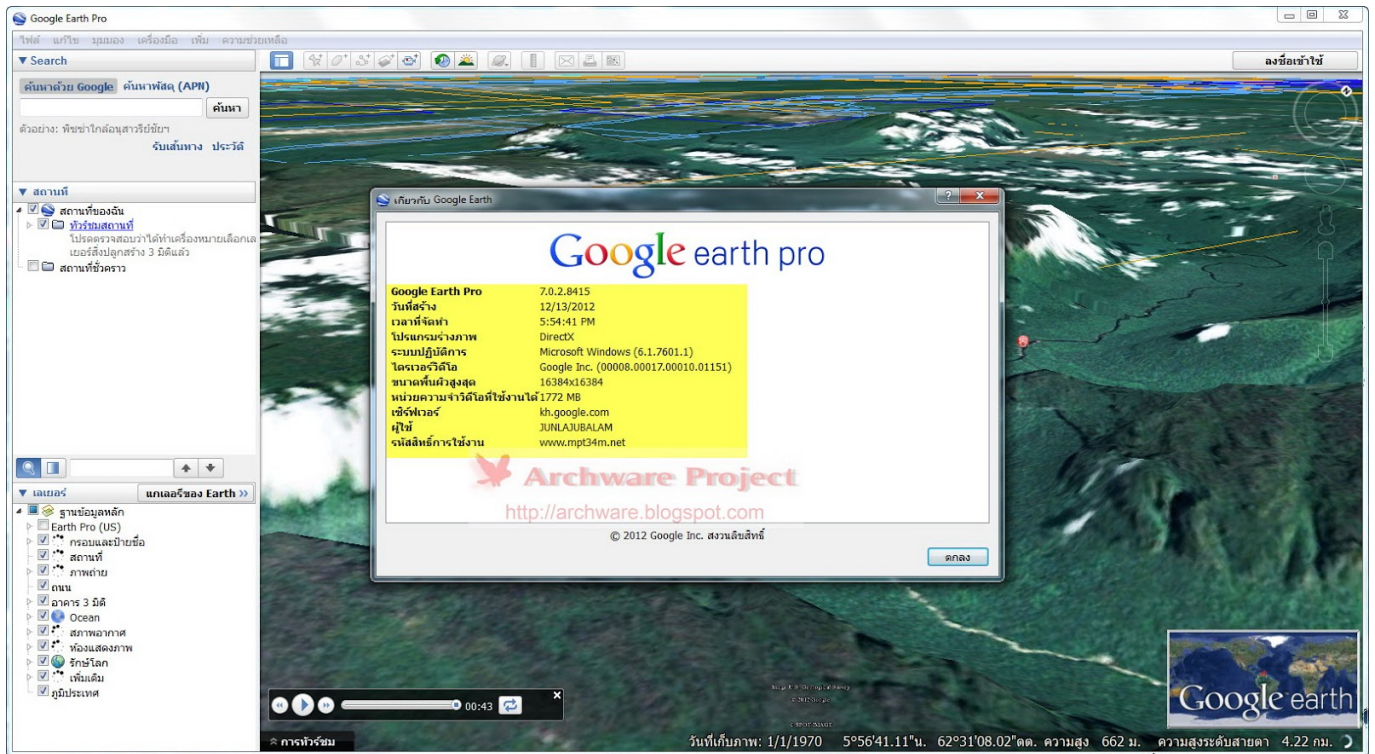 Google Earth Pro
ไฟล์ แก้ไข มุมมอง เครื่องมือ เพิ่ม ความช่วยเหลือ
Search
ลงชื่อเข้าใช้
ค้นหาด้วย Google ค้นหาพัสดุ (APN)
ค้นหา
ตัวอย่าง: พิซซ่าใกล้อนุสาวรีย์ชัยฯ
รับเส้นทาง ประวัติ
สถานที่
สถานที่ของฉัน
ทัวร์ชมสถานที่
โปรดตรวจสอบว่าได้ทำเครื่องหมายเลือกเล
เยอร์สิ่งปลูกสร้าง 3 มิติแล้ว
สถานที่ชั่วคราว
เกี่ยวกับ Google Earth
Google earth pro
Google Earth Pro 7.0.2.8415
วันที่สร้าง 12/13/2012
เวลาที่จัดทำ 5:54:41 PM
โปรแกรมร่างภาพ DirectX
ระบบปฏิบัติการ Microsoft Windows (6.1.7601.1)
ไดรเวอร์วิดีโอ Google Inc. (00008.00017.00010.01151)
ขนาดพื้นผิวสูงสุด 16384x16384
หน่วยความจำวิดีโอที่ใช้งานได้ 1772 MB
เซิร์ฟเวอร์ kh.google.com
ผู้ใช้ JUNLAJUBALAM
รหัสสิทธิ์การใช้งาน www.mpt34m.net
Archware Project
http://archware.blogspot.com
© 2012 Google Inc. สงวนลิขสิทธิ์
ตกลง
เลเยอร์
แกเลอรีของ Earth >>
ฐานข้อมูลหลัก
Earth Pro (US)
กรอบและป้ายชื่อ
สถานที่
ภาพถ่าย
ถนน
อาคาร 3 มิติ
Ocean
สภาพอากาศ
ห้องแสดงภาพ
รักษ์โลก
เพิ่มเติม
ภูมิประเทศ
00:43
© 2012 Google
Google earth
การทัวร์ชม
วันที่เก็บภาพ: 1/1/1970 5°56'41.11"น. 62°31'08.02"ตต. ความสูง 662 ม. ความสูงระดับสายตา 4.22 กม.